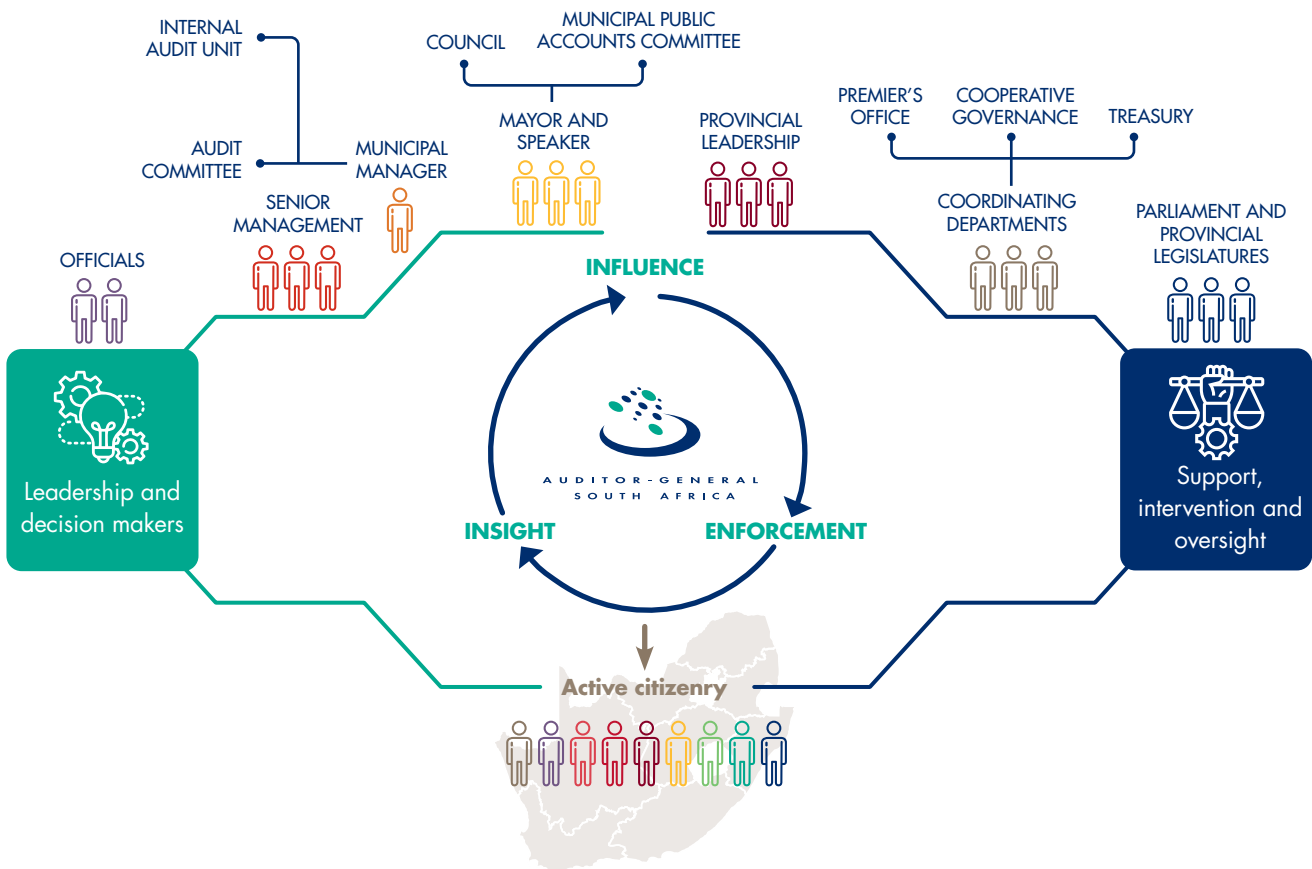 INTERNAL
AUDIT UNIT
AUDIT
COMMITTEE
MUNICIPAL
MANAGER
COUNCIL
MUNICIPAL PUBLIC
ACCOUNTS COMMITTEE
MAYOR AND
SPEAKER
PROVINCIAL
LEADERSHIP
PREMIER'S
OFFICE
COOPERATIVE
GOVERNANCE
TREASURY
COORDINATING
DEPARTMENTS
PARLIAMENT AND
PROVINCIAL
LEGISLATURES
SENIOR
MANAGEMENT
OFFICIALS
INFLUENCE
AUDITOR-GENERAL
SOUTH AFRICA
INSIGHT
ENFORCEMENT
Leadership and
decision makers
Support,
intervention and
oversight
Active citizenry